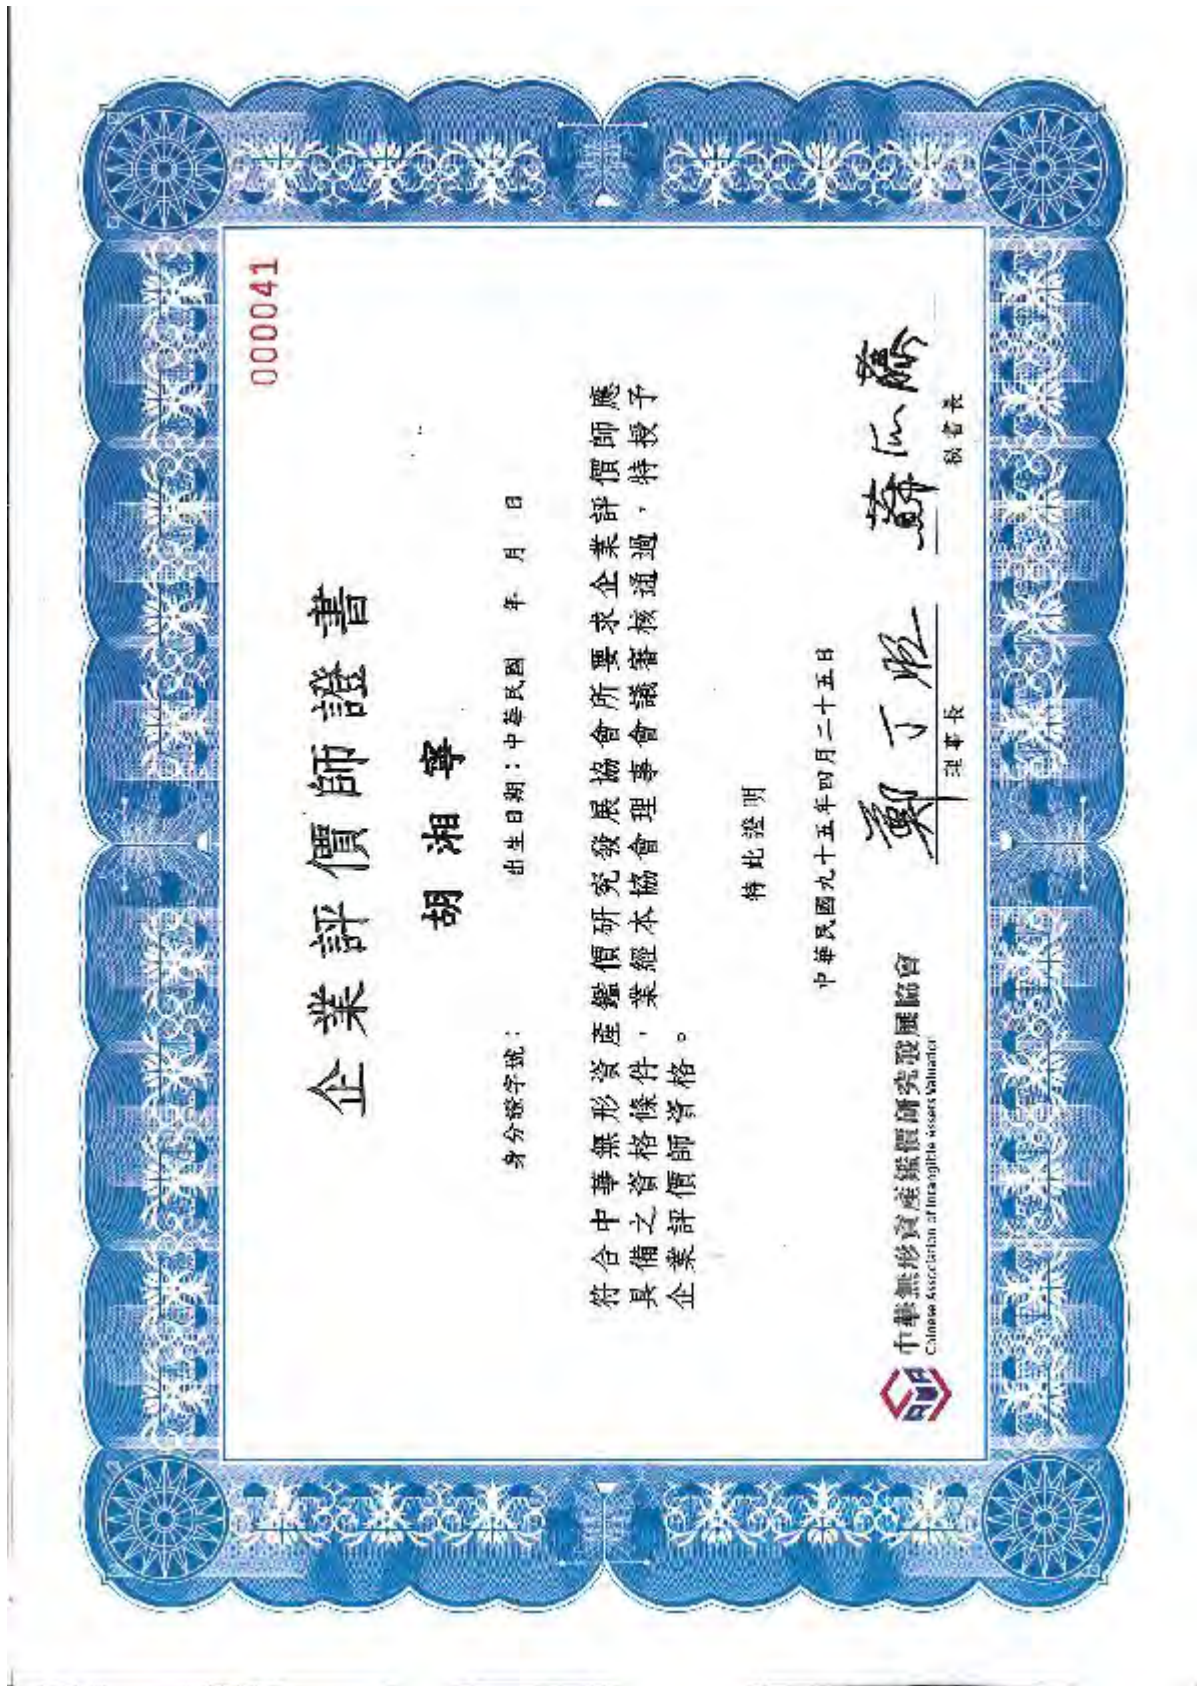 000041
企業評價師證書
胡湘寧
身分證字號： 出生日期：中華民國 年 月 日
符合中華無形資產鑑價研究發展協會所要求企業評價師應
具備之資格條件，業經本協會理事會議審核通過，特授予
企業評價師資格。
特此證明
中華民國九十五年四月二十五日
中華無形資產鑑價研究發展協會
Chinese Association of Intangible Assets Valuation
理事長
秘書長